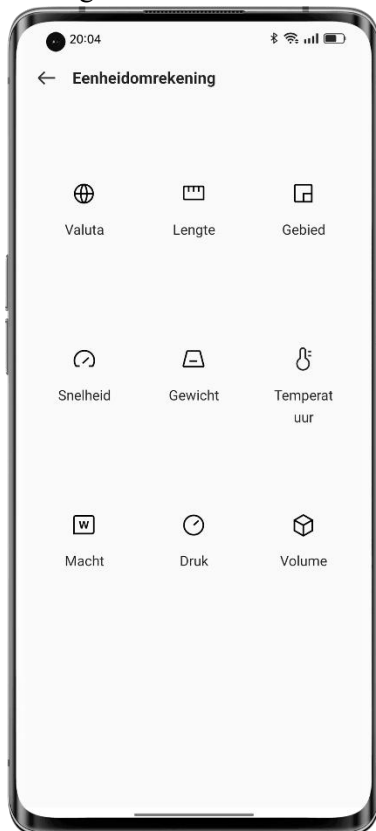 20:04
Eenheidomrekening
Valuta Lengte Gebied
Snelheid Gewicht Temperat
uur
W
Macht Druk Volume